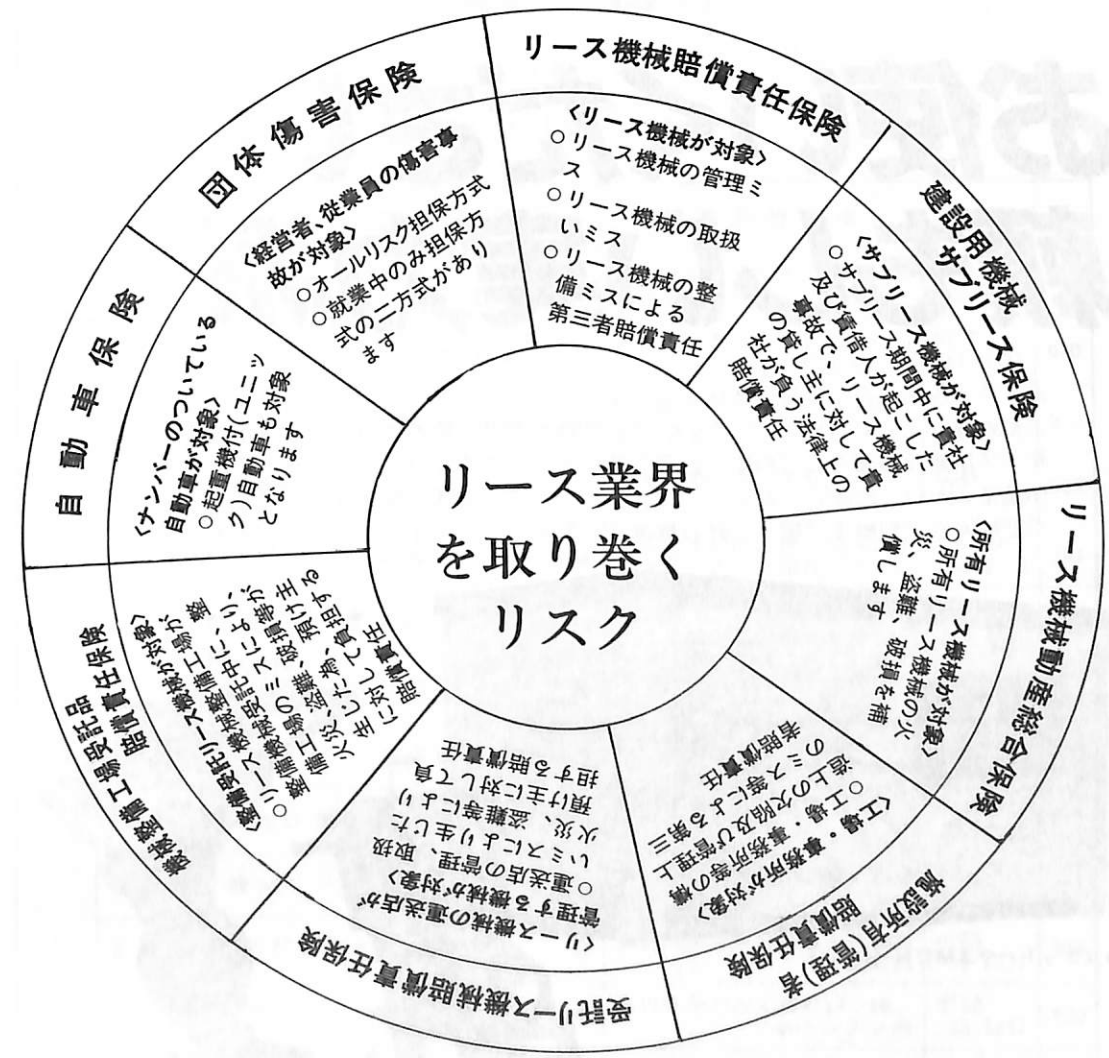 リース業界
を取り巻く
リスク
リース機械賠償責任保険
〈リース機械が対象〉
○リース機械の管理ミ
ス
○リース機械の取扱
いミス
○リース機械の整
備ミスによる
第三者賠償責任
建設用機械
サブリース保険
〈サブリース機械が対象〉
○サブリース期間中に貴社
及び賃借人が起こした
事故で、リース機械
の貸し主に対して貴
社が負う法律上の
賠償責任
リース機械動産総合保険
〈所有リース機械が対象〉
○所有リース機械の火
災、盗難、破損を補
償します
施設所有(管理)者
賠償責任保険
〈工場・事務所が対象〉
○工場、事務所等の構
造上の欠陥及び管理上
のミス等による第三
者賠償責任
受託リース機械賠償責任保険
〈リース機械の運送店が
管理する機械が対象〉
○運送店の管理、取扱
いミスにより生じた
火災、盗難等により
預け主に対して負
担する賠償責任
機械整備工場受託品
賠償責任保険
〈整備受託リース機械が対象〉
○リース機械整備工場が
整備機械受託中に、整
備工場のミスにより、
火災、盗難、破損等が
生じた為、預け主
に対して負担する
賠償責任
自動車保険
〈ナンバーのついている
自動車が対象〉
○起重機付(ユニッ
ク)自動車も対象
となります
団体傷害保険
〈経営者、従業員の傷害事
故が対象〉
○オールリスク担保方式
○就業中のみ担保方
式の二方式があり
ます